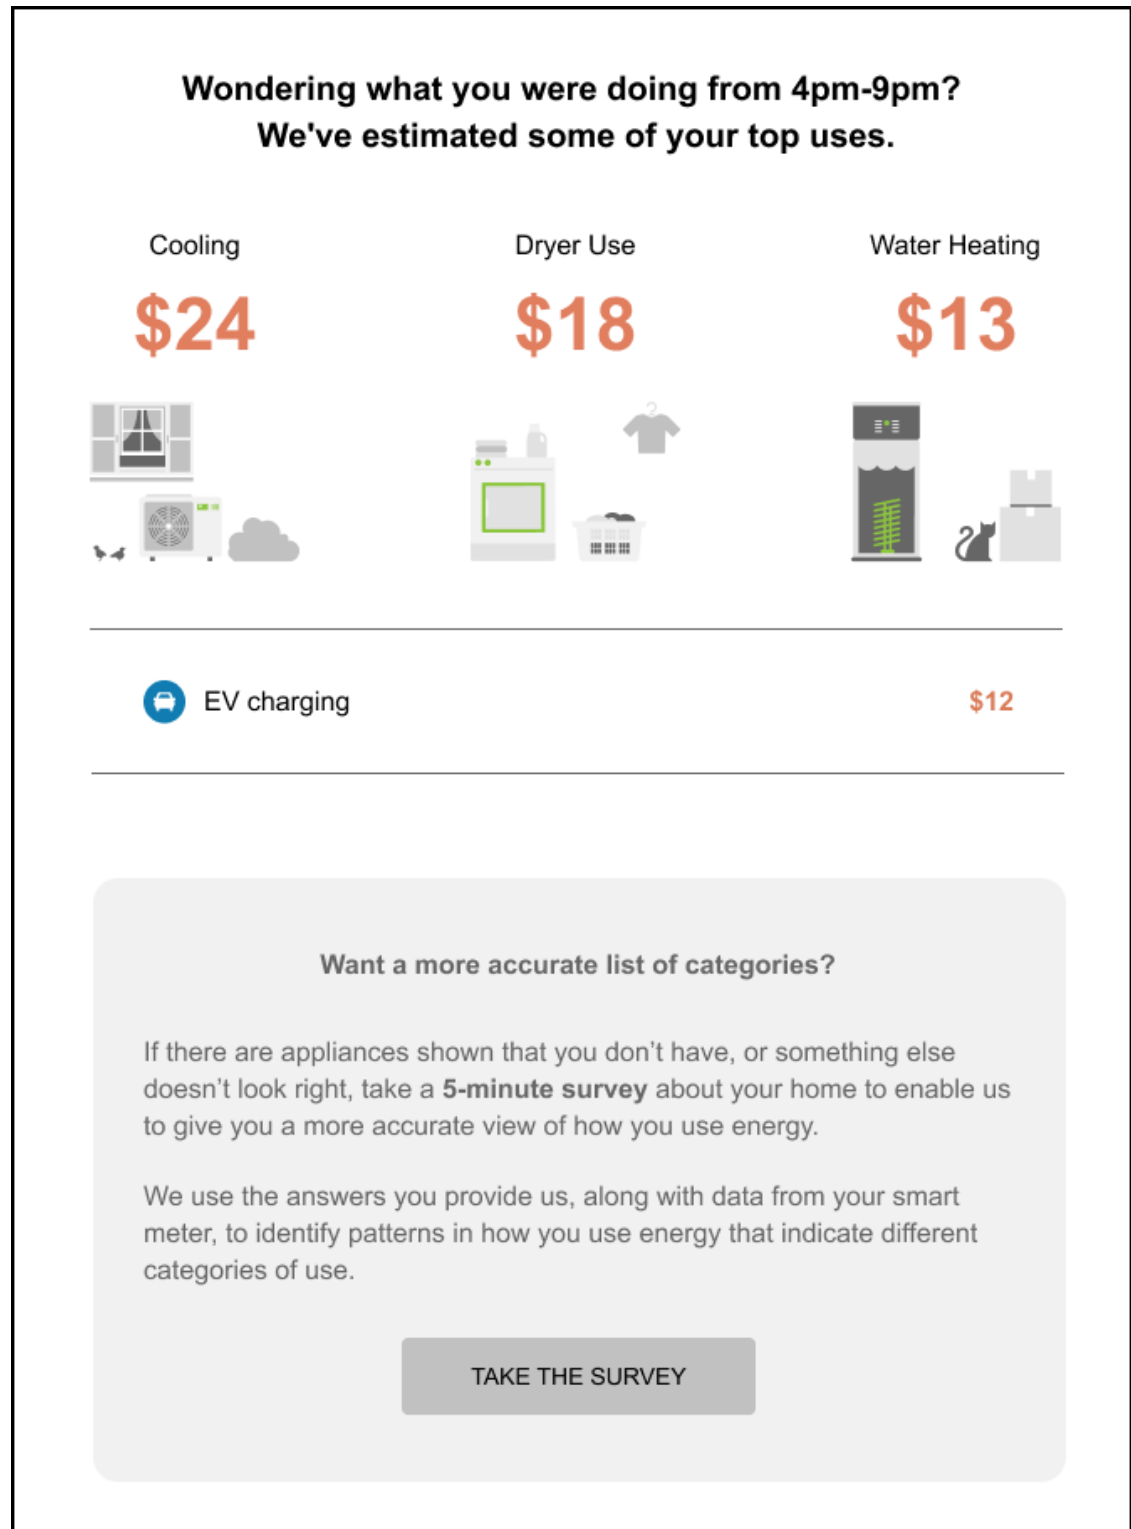 Wondering what you were doing from 4pm-9pm?
We've estimated some of your top uses.
Cooling
$24
Dryer Use
$18
Water Heating
$13
EV charging
$12
Want a more accurate list of categories?
If there are appliances shown that you don’t have, or something else
doesn’t look right, take a 5-minute survey about your home to enable us
to give you a more accurate view of how you use energy.
We use the answers you provide us, along with data from your smart
meter, to identify patterns in how you use energy that indicate different
categories of use.
TAKE THE SURVEY